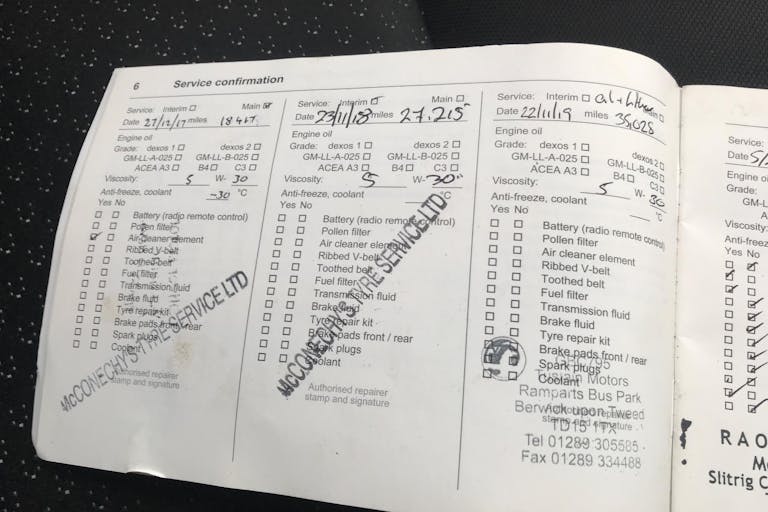 6 Service confirmation
Service: Interim ☐ Main ☑
Date 27/12/17 miles
Engine oil
Grade: dexos 1 ☐ dexos 2 ☐
GM-LL-A-025 ☐ GM-LL-B-025 ☐
ACEA A3 ☐ B4 ☐ C3 ☐
Viscosity: 5 W- 30
Anti-freeze, coolant -30 °C
Yes No
☐ ☐ Battery (radio remote control)
☐ ☐ Pollen filter
☑ ☐ Air cleaner element
☐ ☐ Ribbed V-belt
☐ ☐ Toothed belt
☐ ☐ Fuel filter
☐ ☐ Transmission fluid
☐ ☐ Brake fluid
☐ ☐ Tyre repair kit
☐ ☐ Brake pads front / rear
☐ ☐ Spark plugs
☐ ☐ Coolant
McCONECHY'S TYRE SERVICE LTD
Authorised repairer
stamp and signature
Service: Interim ☑ Main ☐
Date 23/11/18 miles 27.215
Engine oil
Grade: dexos 1 ☐ dexos 2 ☐
GM-LL-A-025 ☐ GM-LL-B-025 ☐
ACEA A3 ☐ B4 ☐ C3 ☐
Viscosity: 5 W- 30
Anti-freeze, coolant °C
Yes No
☐ ☐ Battery (radio remote control)
☐ ☐ Pollen filter
☐ ☐ Air cleaner element
☐ ☐ Ribbed V-belt
☐ ☐ Toothed belt
☐ ☐ Fuel filter
☐ ☐ Transmission fluid
☐ ☐ Brake fluid
☐ ☐ Tyre repair kit
☐ ☐ Brake pads front / rear
☐ ☐ Spark plugs
☐ ☐ Coolant
McCONECHY'S TYRE SERVICE LTD
Authorised repairer
stamp and signature
Service: Interim ☐ Main ☐
Date 22/11/19 miles 35,028
Engine oil
Grade: dexos 1 ☐ dexos 2 ☐
GM-LL-A-025 ☐ GM-LL-B-025 ☐
ACEA A3 ☐ B4 ☐ C3 ☐
Viscosity: 5 W- 30
Anti-freeze, coolant °C
Yes No
☐ ☐ Battery (radio remote control)
☐ ☐ Pollen filter
☐ ☐ Air cleaner element
☐ ☐ Ribbed V-belt
☐ ☐ Toothed belt
☐ ☐ Fuel filter
☐ ☐ Transmission fluid
☐ ☐ Brake fluid
☐ ☐ Tyre repair kit
☐ ☐ Brake pads front / rear
☐ ☐ Spark plugs
☐ ☐ Coolant
Motors
Ramparts Bus Park
Berwick upon Tweed
TD15 1TX
Authorised repairer
stamp and signature
Tel 01289 305585
Fax 01289 334488
Service:
Date 5/
Engine oil
Grade:
GM-L
Viscosity:
Anti-freeze
Yes No
RAO
Slitrig